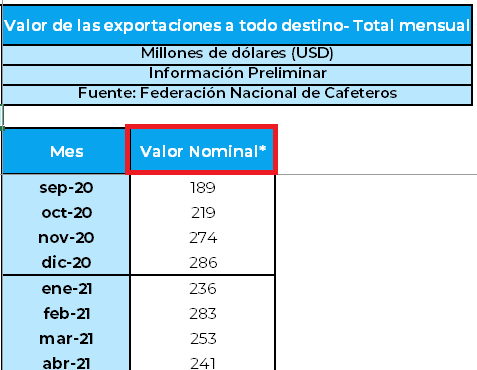 Valor de las exportaciones a todo destino- Total mensual
Millones de dólares (USD)
Información Preliminar
Fuente: Federación Nacional de Cafeteros
Mes Valor Nominal*
sep-20 189
oct-20 219
nov-20 274
dic-20 286
ene-21 236
feb-21 283
mar-21 253
abr-21 241